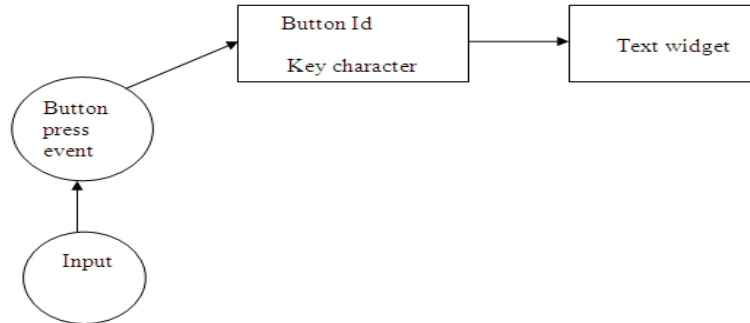 Button Id
Key character
Text widget
Button
press
event
Input